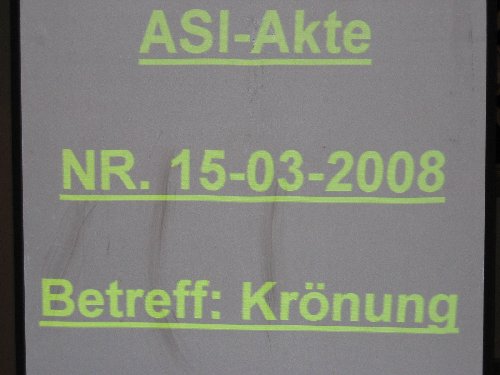 ASI-Akte
NR. 15-03-2008
Betreff: Krönung